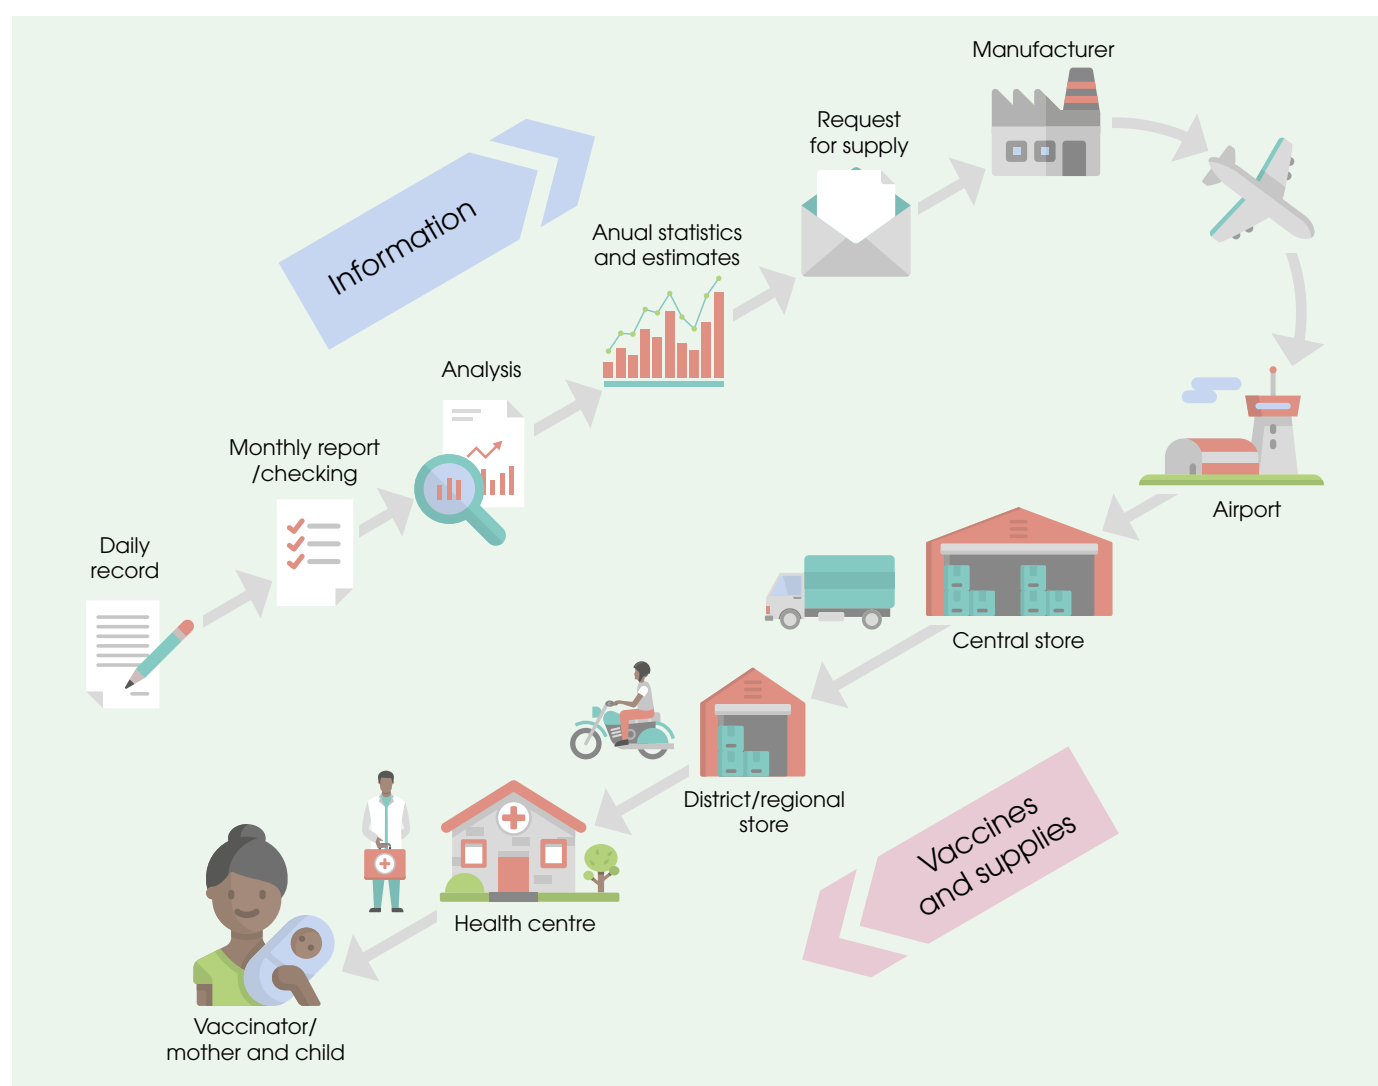 Manufacturer
Request
for supply
Information
Anual statistics
and estimates
Analysis
Monthly report
/checking
Daily
record
Airport
Central store
District/regional
store
Vaccines
and supplies
Health centre
Vaccinator/
mother and child